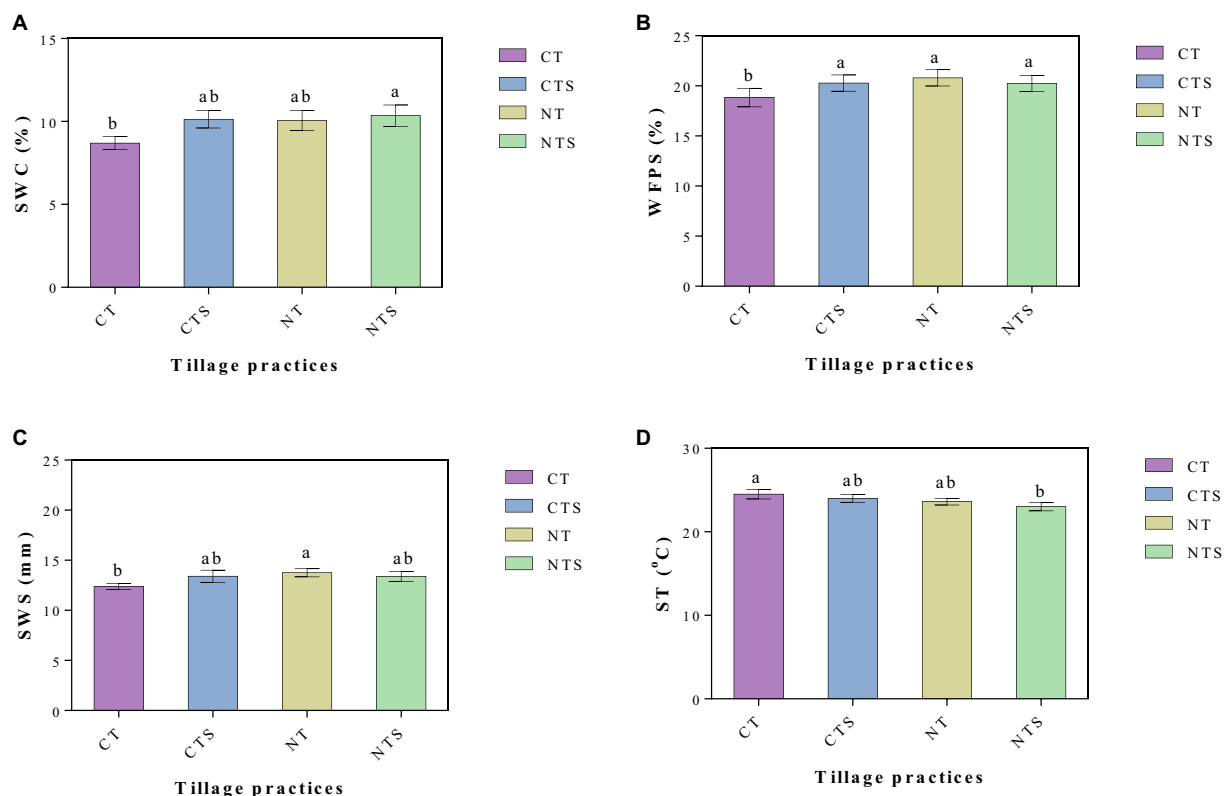 A
SWC (%)
15
10
5
0
b
ab
ab
a
CT
CTS
NT
NTS
Tillage practices
CT
CTS
NT
NTS
B
WFPS (%)
25
20
15
10
5
0
b
a
a
a
CT
CTS
NT
NTS
Tillage practices
CT
CTS
NT
NTS
C
SWS (mm)
25
20
15
10
5
0
b
ab
a
ab
CT
CTS
NT
NTS
Tillage practices
CT
CTS
NT
NTS
D
ST (°C)
30
20
10
0
a
ab
ab
b
CT
CTS
NT
NTS
Tillage practices
CT
CTS
NT
NTS